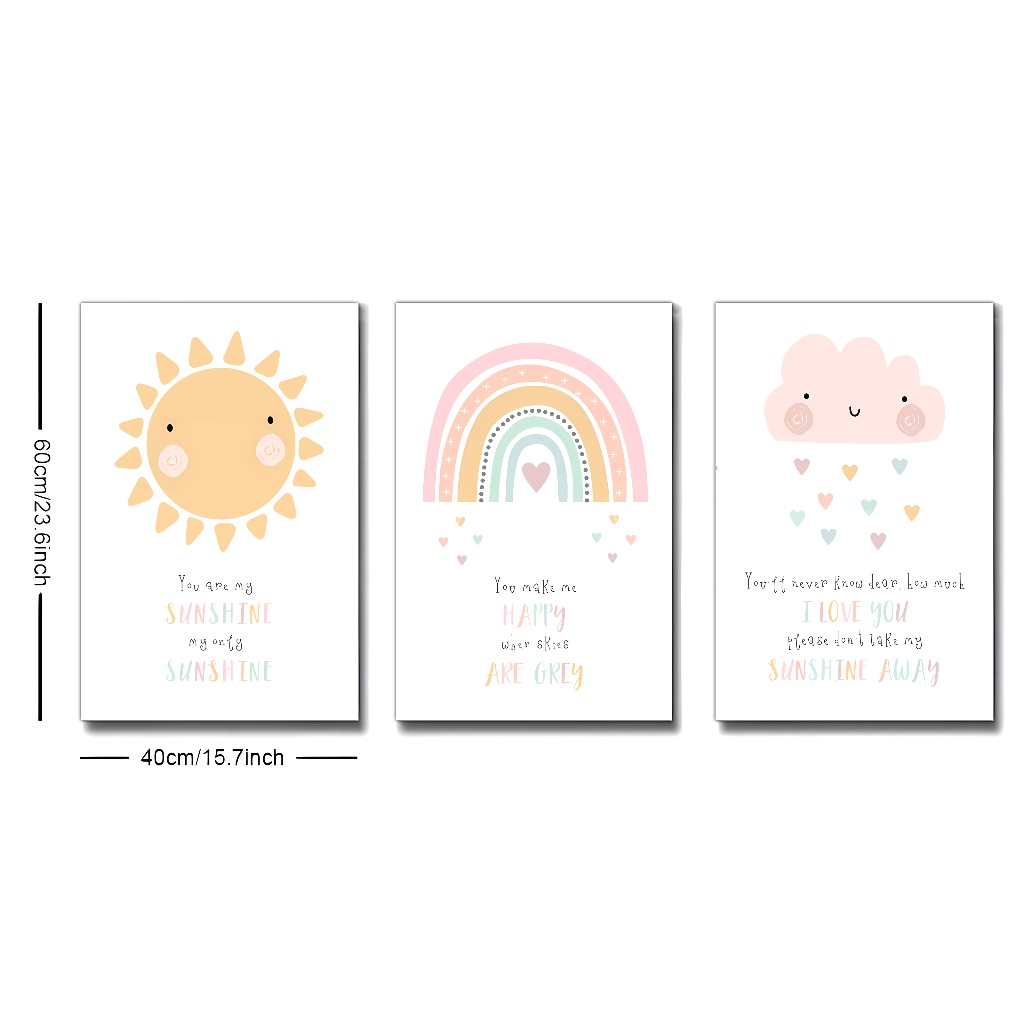 60cm/23.6inch
You are my
SUNSHINE
my only
SUNSHINE
You make me
HAPPY
when skies
ARE GREY
You'll never know dear, how much
I LOVE YOU
please don't take my
SUNSHINE AWAY
40cm/15.7inch